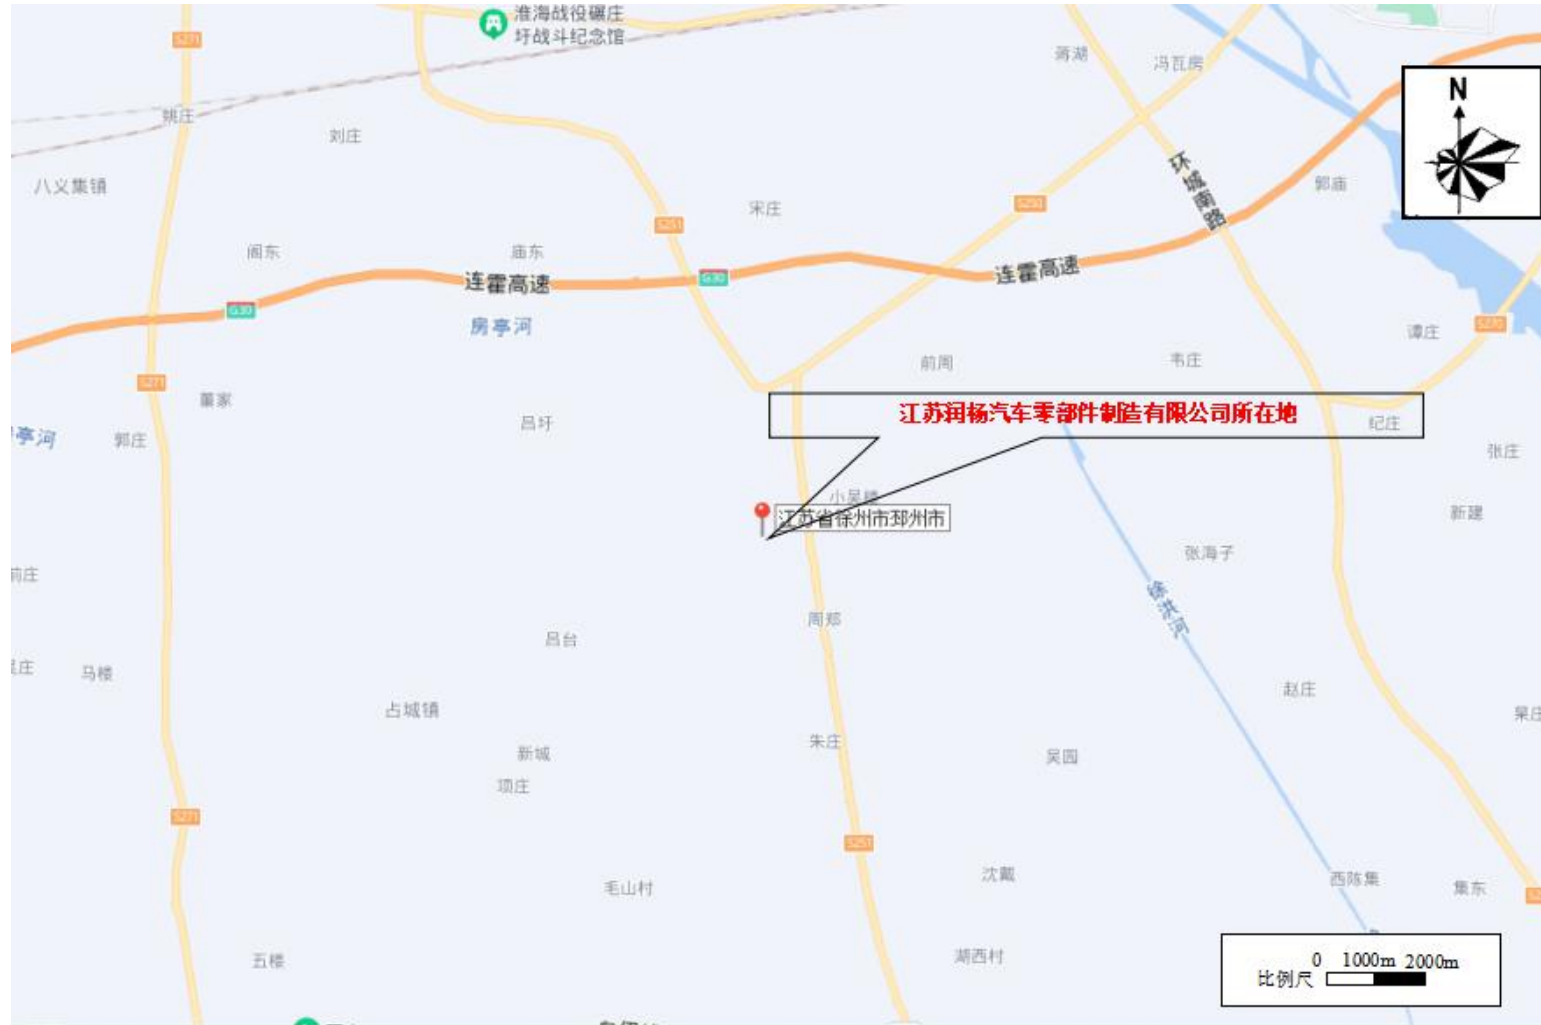 淮海战役碾庄
圩战斗纪念馆
S271
蒋湖
冯瓦房
N
姚庄
刘庄
八义集镇
环城南路
郭庙
宋庄
S250
S251
阎东
庙东
连霍高速
G30
连霍高速
G30
房亭河
S270
谭庄
前周
韦庄
S271
董家
吕圩
江苏润杨汽车零部件制造有限公司所在地
纪庄
亭河
郭庄
张庄
小吴楼
江苏省徐州市邳州市
新建
张海子
前庄
徐洪河
周郑
吕台
庄
马楼
赵庄
占城镇
朱庄
新城
吴园
项庄
S271
S251
沈戴
西陈集
毛山村
集东
湖西村
五楼
0 1000m 2000m
比例尺